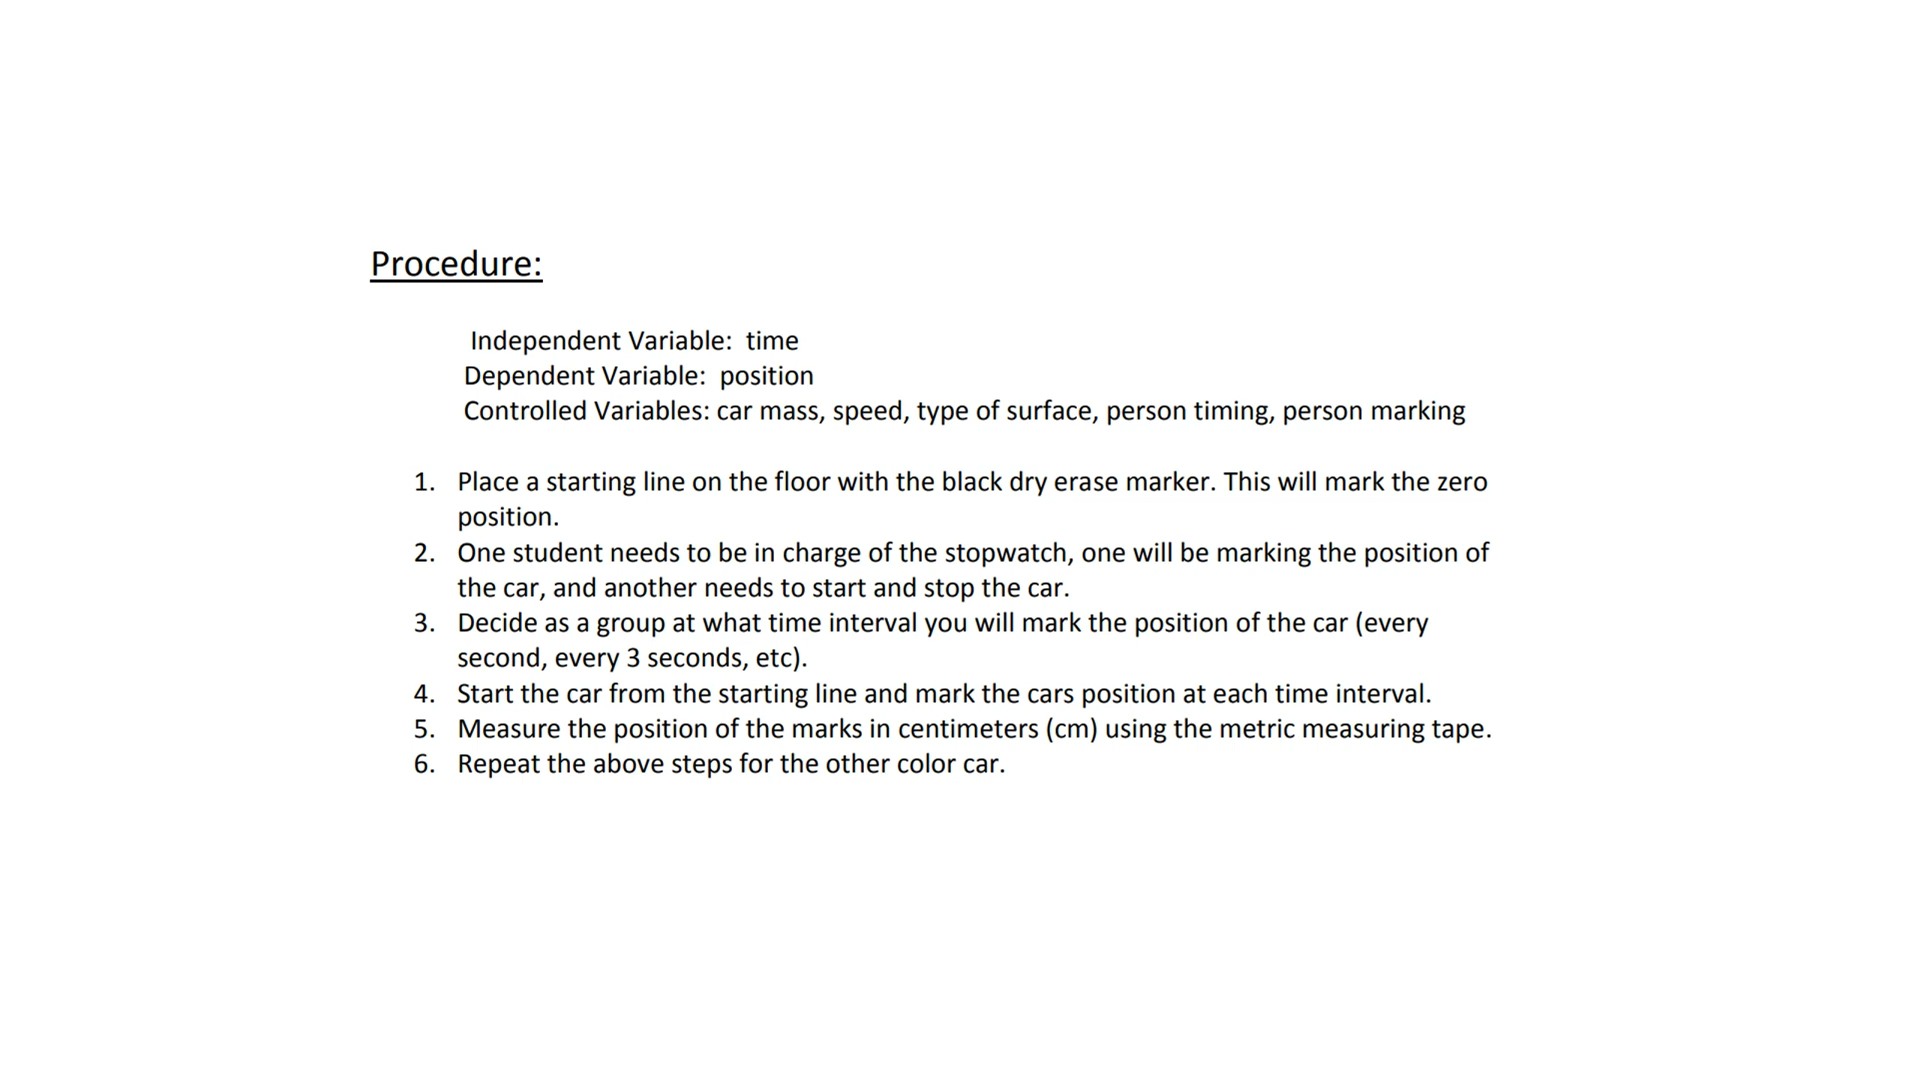 Procedure:
Independent Variable:  time
Dependent Variable:  position
Controlled Variables: car mass, speed, type of surface, person timing, person marking
1. Place a starting line on the floor with the black dry erase marker. This will mark the zero
position.
2. One student needs to be in charge of the stopwatch, one will be marking the position of
the car, and another needs to start and stop the car.
3. Decide as a group at what time interval you will mark the position of the car (every
second, every 3 seconds, etc).
4. Start the car from the starting line and mark the cars position at each time interval.
5. Measure the position of the marks in centimeters (cm) using the metric measuring tape.
6. Repeat the above steps for the other color car.